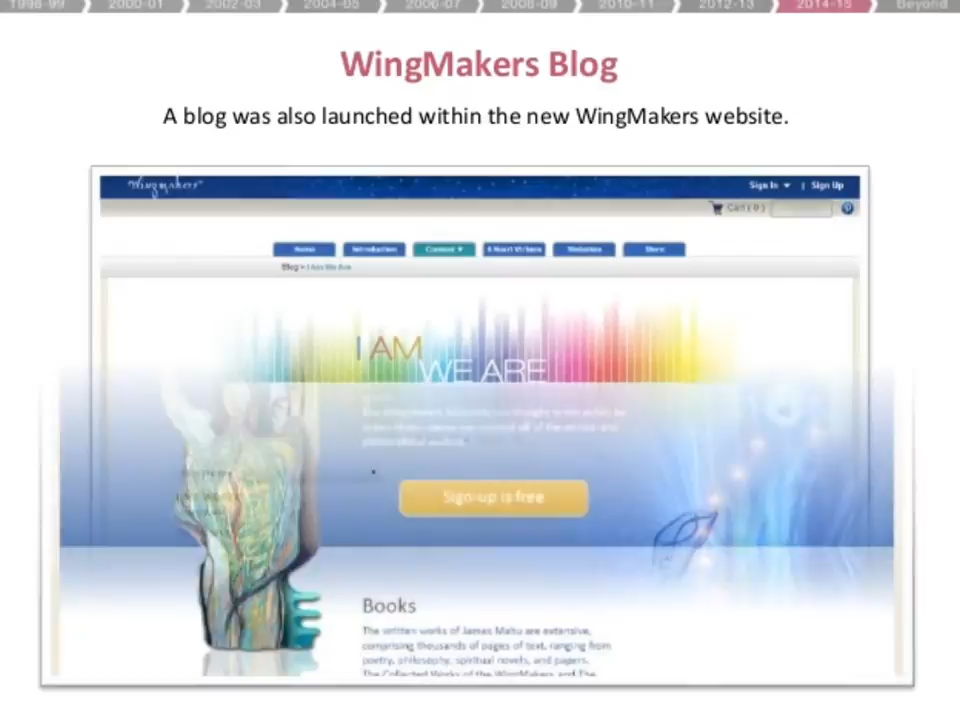 1998-99 2000-01 2002-03 2004-05 2006-07 2008-09 2010-11 2012-13 2014-15 Beyond
WingMakers Blog
A blog was also launched within the new WingMakers website.
Wingmakers Sign In | Sign Up
Cart ( 0 )
Home Introduction Content Store
Blog • I Am We Are
I AM
WE ARE
Sign-up is free
Books
The written works of James Mahu are extensive,
comprising thousands of pages of text, ranging from
poetry, philosophy, spiritual novels, and papers.
The Collected Works of the WingMakers and The